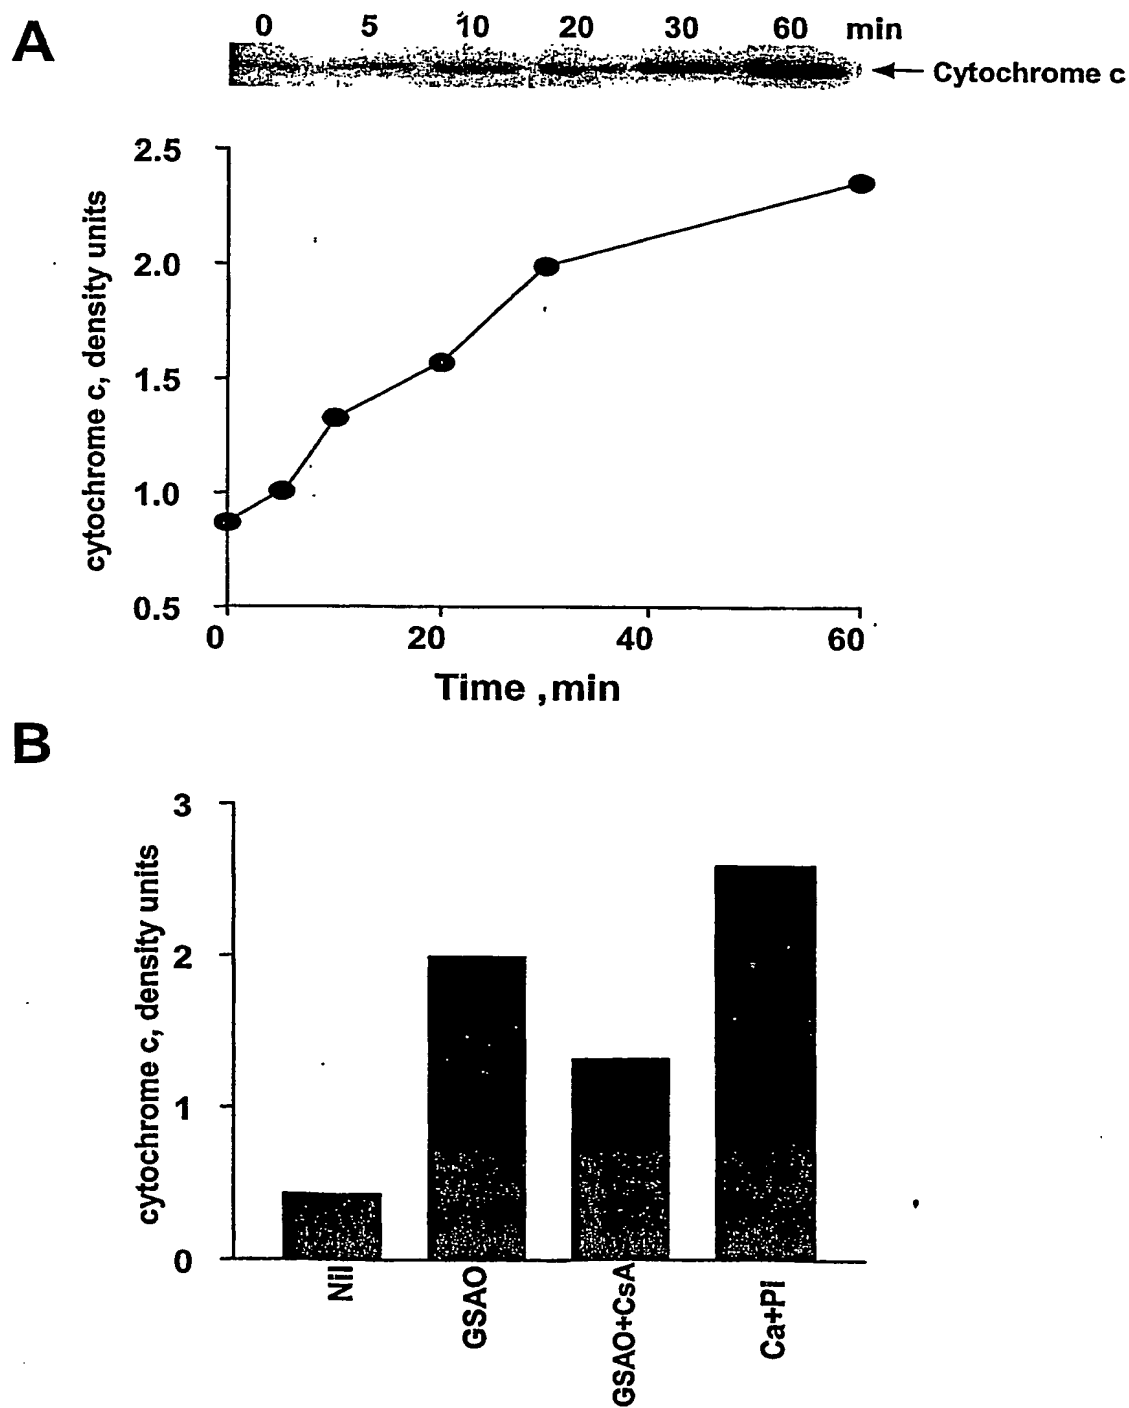 A
0 5 10 20 30 60 min
Cytochrome c
2.5
2.0
1.5
1.0
0.5
cytochrome c, density units
0 20 40 60
Time ,min
B
3
2
1
0
cytochrome c, density units
Nil
GSAO
GSAO+CsA
Ca+Pi